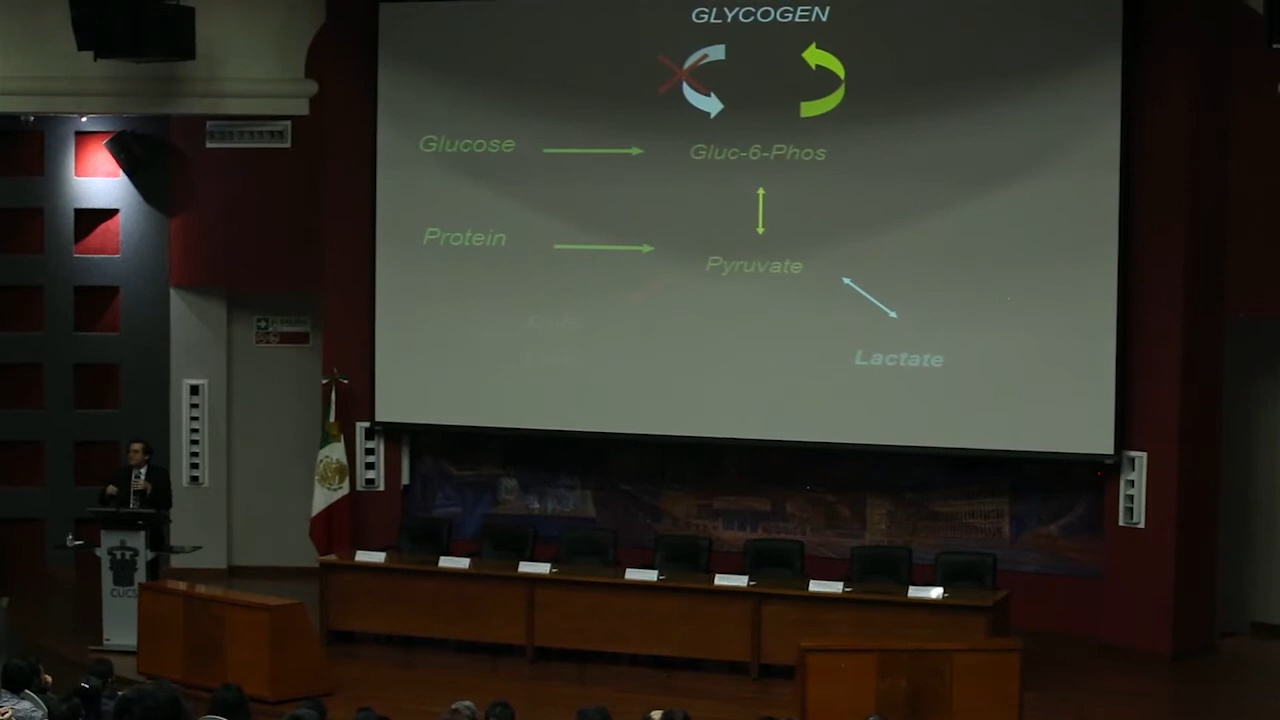 GLYCOGEN
Glucose
Gluc-6-Phos
Protein
Pyruvate
Lactate
CUCS